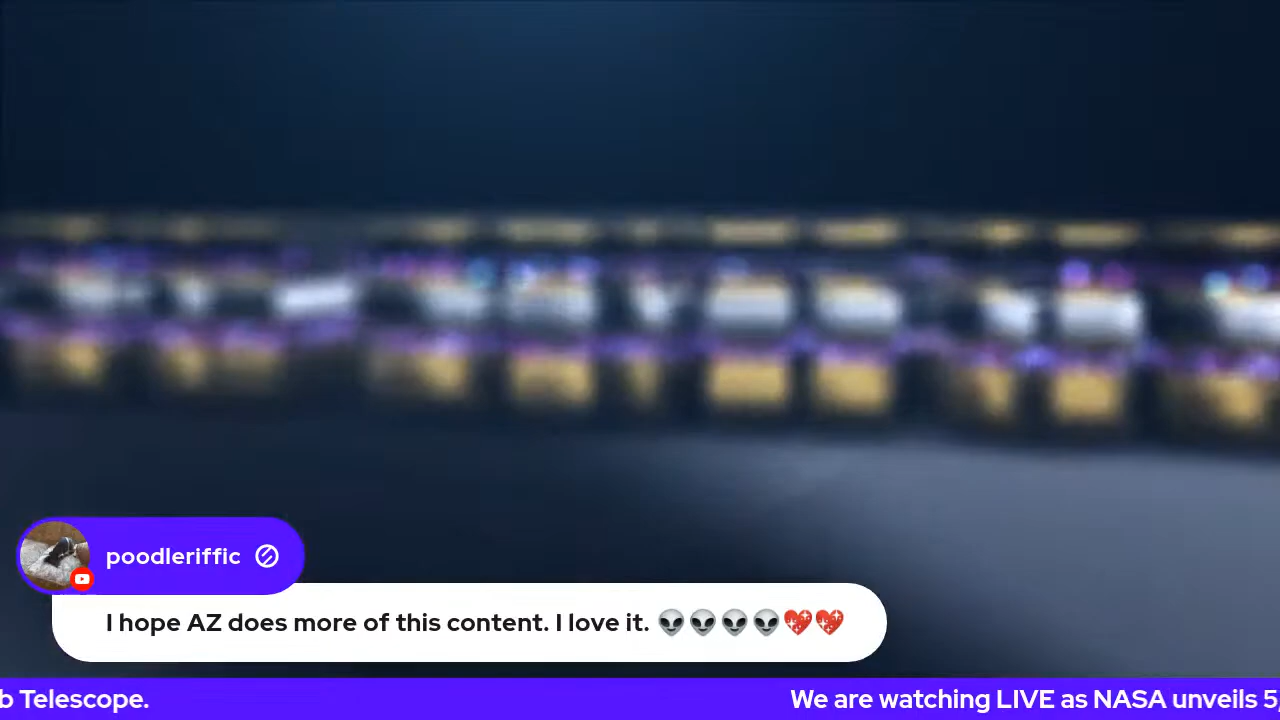 poodleriffic
I hope AZ does more of this content. I love it. 👽👽👽👽💖💖
b Telescope. We are watching LIVE as NASA unveils 5,